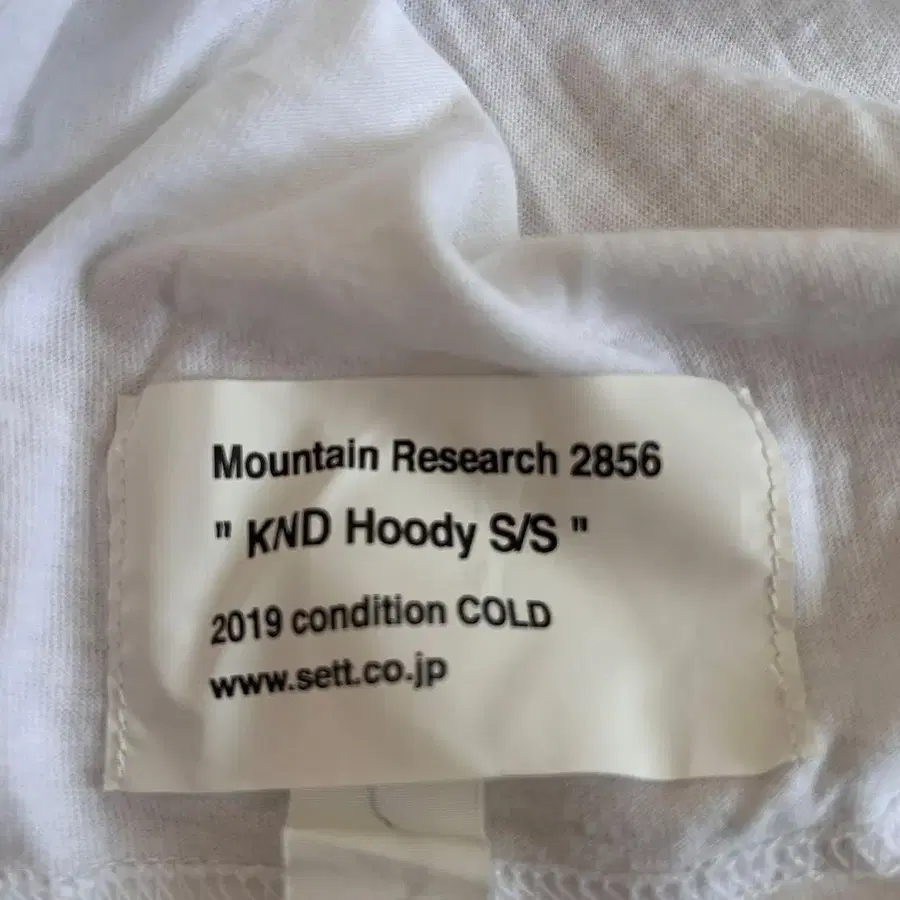 Mountain Research 2856
" KND Hoody S/S "
2019 condition COLD
www.sett.co.jp